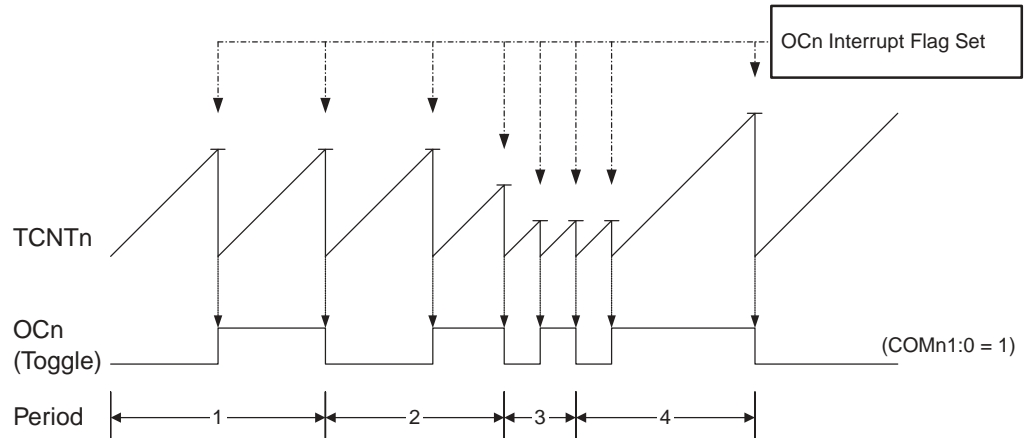 OCn Interrupt Flag Set
TCNTn
OCn
(Toggle)
(COMn1:0 = 1)
Period
1
2
3
4